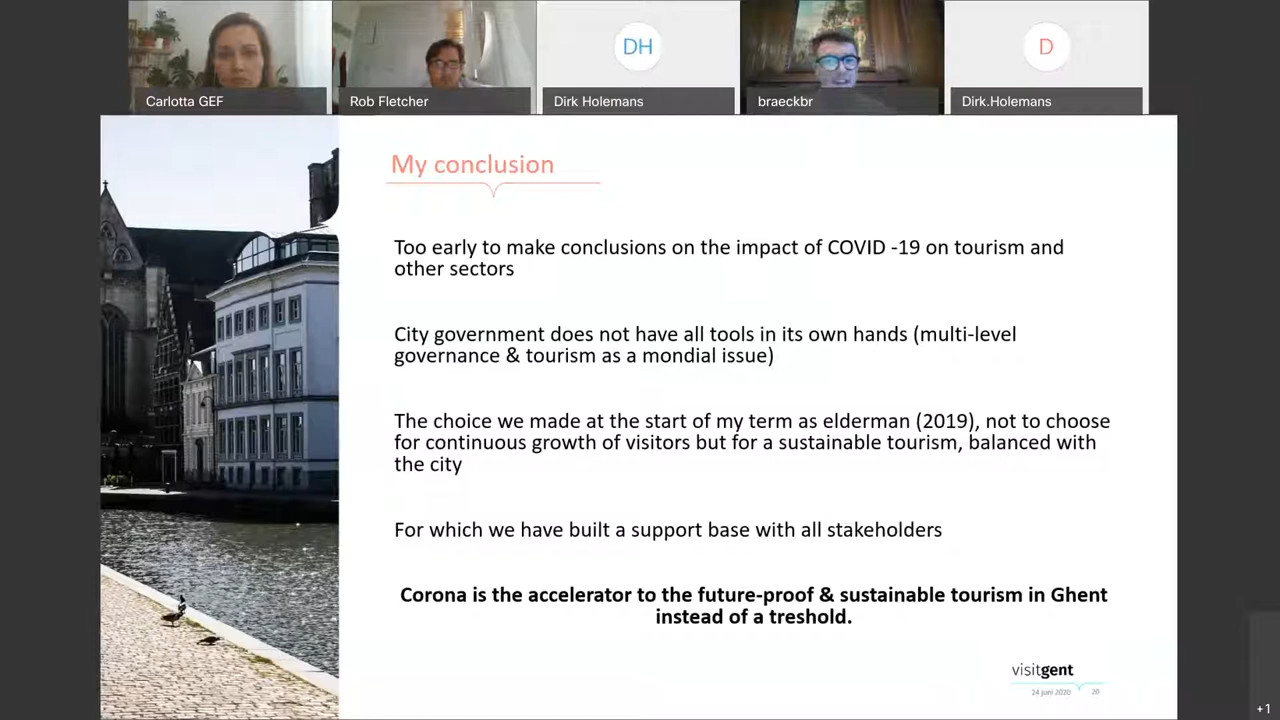 DH
D
Carlotta GEF
Rob Fletcher
Dirk Holemans
braeckbr
Dirk.Holemans
My conclusion
Too early to make conclusions on the impact of COVID -19 on tourism and
other sectors
City government does not have all tools in its own hands (multi-level
governance & tourism as a mondial issue)
The choice we made at the start of my term as elderman (2019), not to choose
for continuous growth of visitors but for a sustainable tourism, balanced with
the city
For which we have built a support base with all stakeholders
Corona is the accelerator to the future-proof & sustainable tourism in Ghent
instead of a treshold.
visitgent
24 juni 2020 20
+1